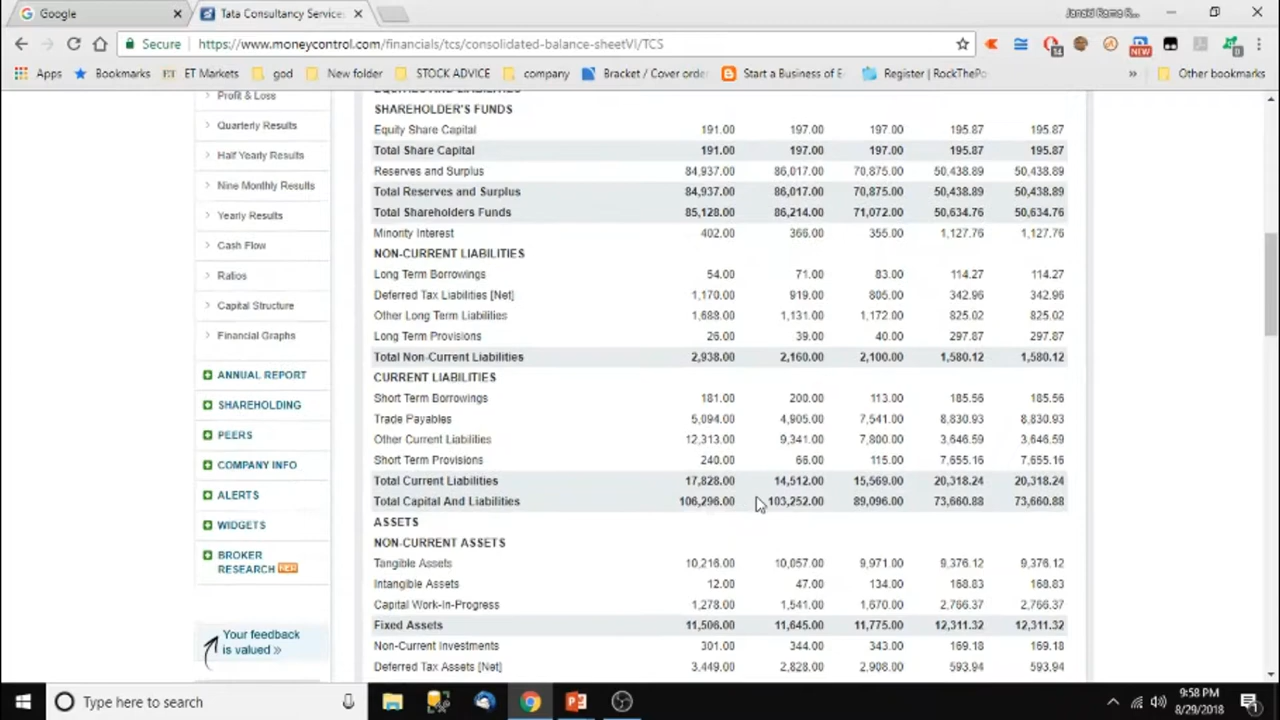 Google
Tata Consultancy Service
Secure https://www.moneycontrol.com/financials/tcs/consolidated-balance-sheetVI/TCS
14 NEW 0
Apps Bookmarks ET ET Markets god New folder STOCK ADVICE company Bracket / Cover orde Start a Business of E Register | RockThePo » Other bookmarks
Profit & Loss
Quarterly Results
Half Yearly Results
Nine Monthly Results
Yearly Results
Cash Flow
Ratios
Capital Structure
Financial Graphs
ANNUAL REPORT
SHAREHOLDING
PEERS
COMPANY INFO
ALERTS
WIDGETS
BROKER
RESEARCH NEW
Your feedback
is valued »
EQUITIES AND LIABILITIES
SHAREHOLDER'S FUNDS
Equity Share Capital 191.00 197.00 197.00 195.87 195.87
Total Share Capital 191.00 197.00 197.00 195.87 195.87
Reserves and Surplus 84,937.00 86,017.00 70,875.00 50,438.89 50,438.89
Total Reserves and Surplus 84,937.00 86,017.00 70,875.00 50,438.89 50,438.89
Total Shareholders Funds 85,128.00 86,214.00 71,072.00 50,634.76 50,634.76
Minority Interest 402.00 366.00 355.00 1,127.76 1,127.76
NON-CURRENT LIABILITIES
Long Term Borrowings 54.00 71.00 83.00 114.27 114.27
Deferred Tax Liabilities [Net] 1,170.00 919.00 805.00 342.96 342.96
Other Long Term Liabilities 1,688.00 1,131.00 1,172.00 825.02 825.02
Long Term Provisions 26.00 39.00 40.00 297.87 297.87
Total Non-Current Liabilities 2,938.00 2,160.00 2,100.00 1,580.12 1,580.12
CURRENT LIABILITIES
Short Term Borrowings 181.00 200.00 113.00 185.56 185.56
Trade Payables 5,094.00 4,905.00 7,541.00 8,830.93 8,830.93
Other Current Liabilities 12,313.00 9,341.00 7,800.00 3,646.59 3,646.59
Short Term Provisions 240.00 66.00 115.00 7,655.16 7,655.16
Total Current Liabilities 17,828.00 14,512.00 15,569.00 20,318.24 20,318.24
Total Capital And Liabilities 106,296.00 103,252.00 89,096.00 73,660.88 73,660.88
ASSETS
NON-CURRENT ASSETS
Tangible Assets 10,216.00 10,057.00 9,971.00 9,376.12 9,376.12
Intangible Assets 12.00 47.00 134.00 168.83 168.83
Capital Work-In-Progress 1,278.00 1,541.00 1,670.00 2,766.37 2,766.37
Fixed Assets 11,506.00 11,645.00 11,775.00 12,311.32 12,311.32
Non-Current Investments 301.00 344.00 343.00 169.18 169.18
Deferred Tax Assets [Net] 3,449.00 2,828.00 2,908.00 593.94 593.94
Type here to search
9:58 PM
8/29/2018